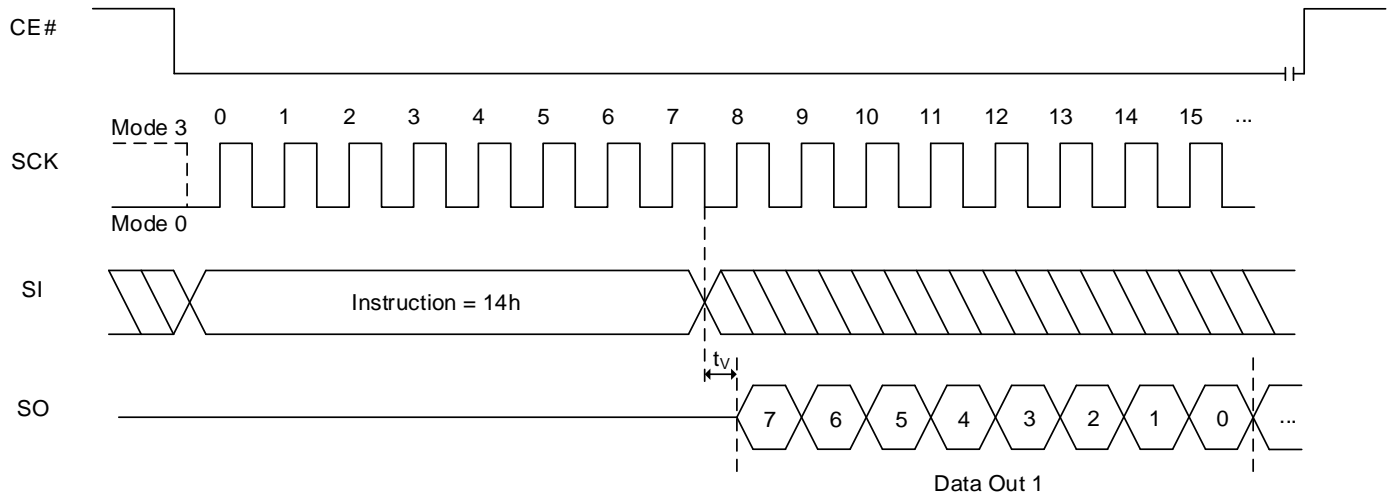 CE#
0 1 2 3 4 5 6 7 8 9 10 11 12 13 14 15 ...
Mode 3
SCK
Mode 0
SI
Instruction = 14h
tV
SO
7 6 5 4 3 2 1 0 ...
Data Out 1